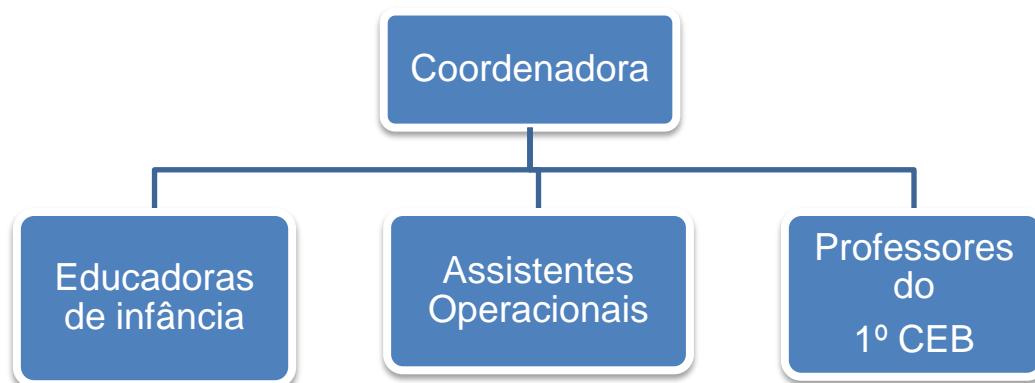 Coordenadora
Educadoras
de infância
Assistentes
Operacionais
Professores
do
1º CEB